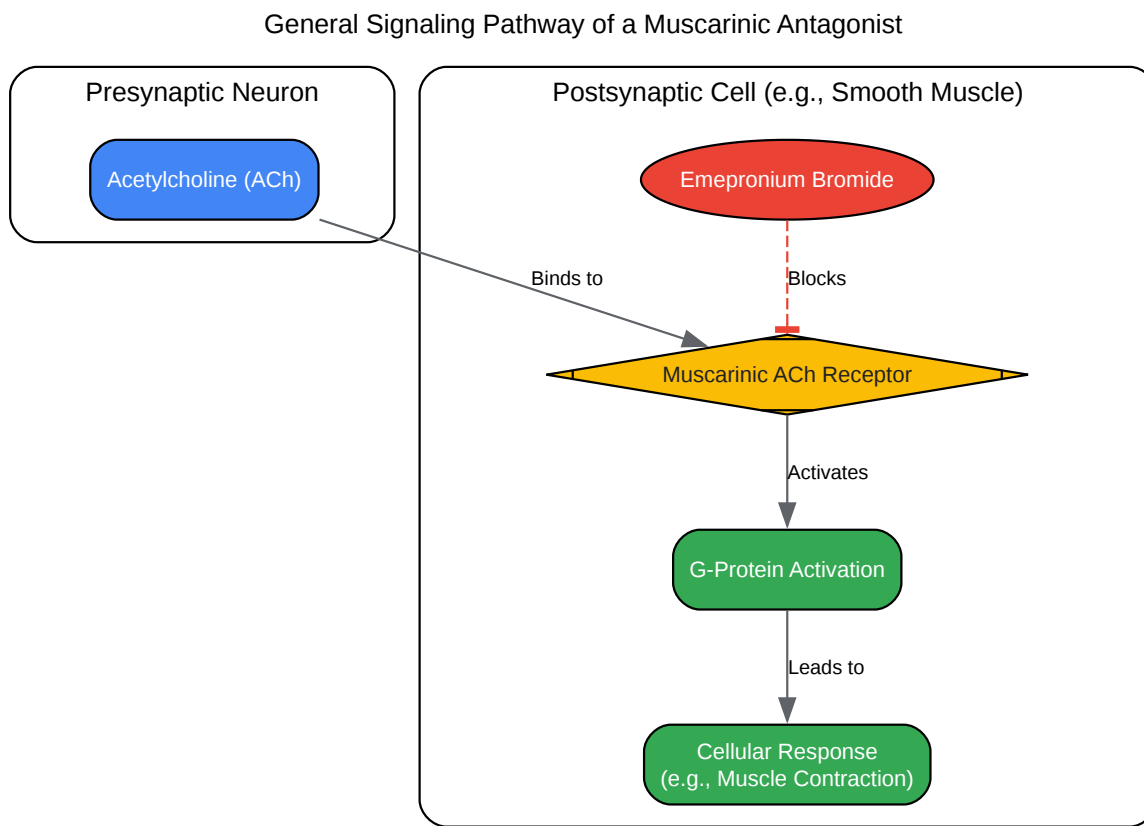 General Signaling Pathway of a Muscarinic Antagonist
Presynaptic Neuron
Postsynaptic Cell (e.g., Smooth Muscle)
Acetylcholine (ACh)
Emepronium Bromide
Binds to
Blocks
Muscarinic ACh Receptor
Activates
G-Protein Activation
Leads to
Cellular Response
(e.g., Muscle Contraction)